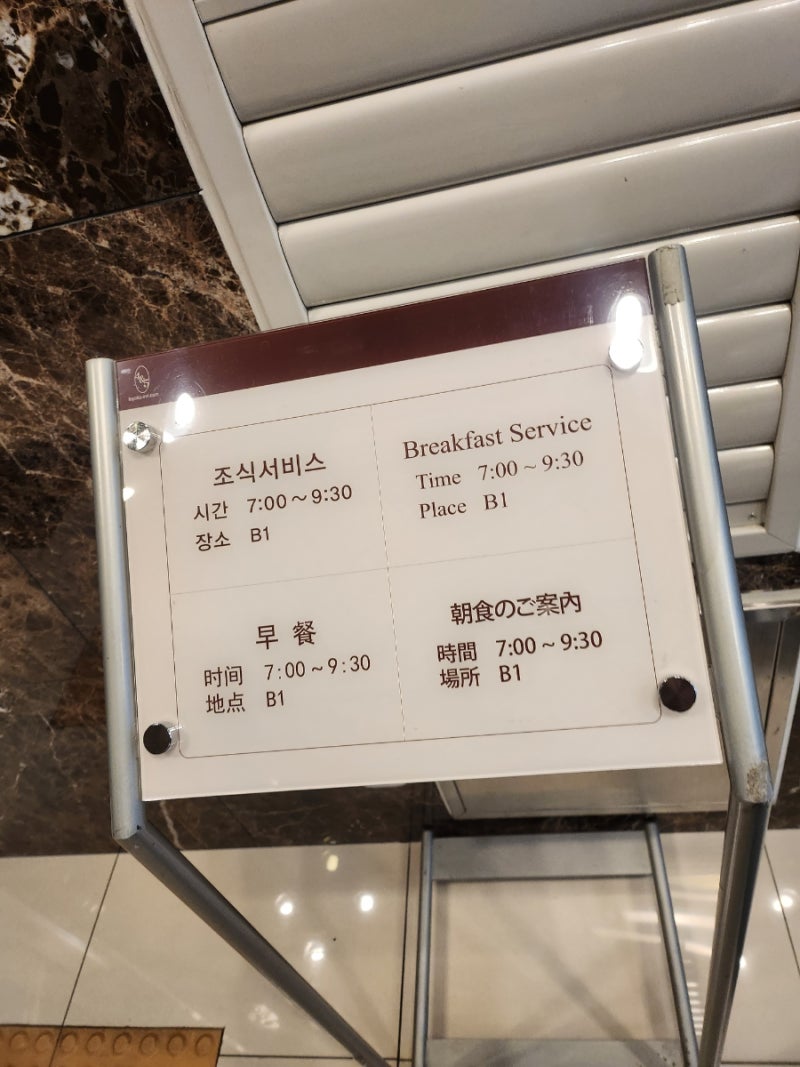 조식서비스
시간 7:00~9:30
장소 B1
Breakfast Service
Time 7:00~9:30
Place B1
早餐
时间 7:00~9:30
地点 B1
朝食のご案内
時間 7:00~9:30
場所 B1